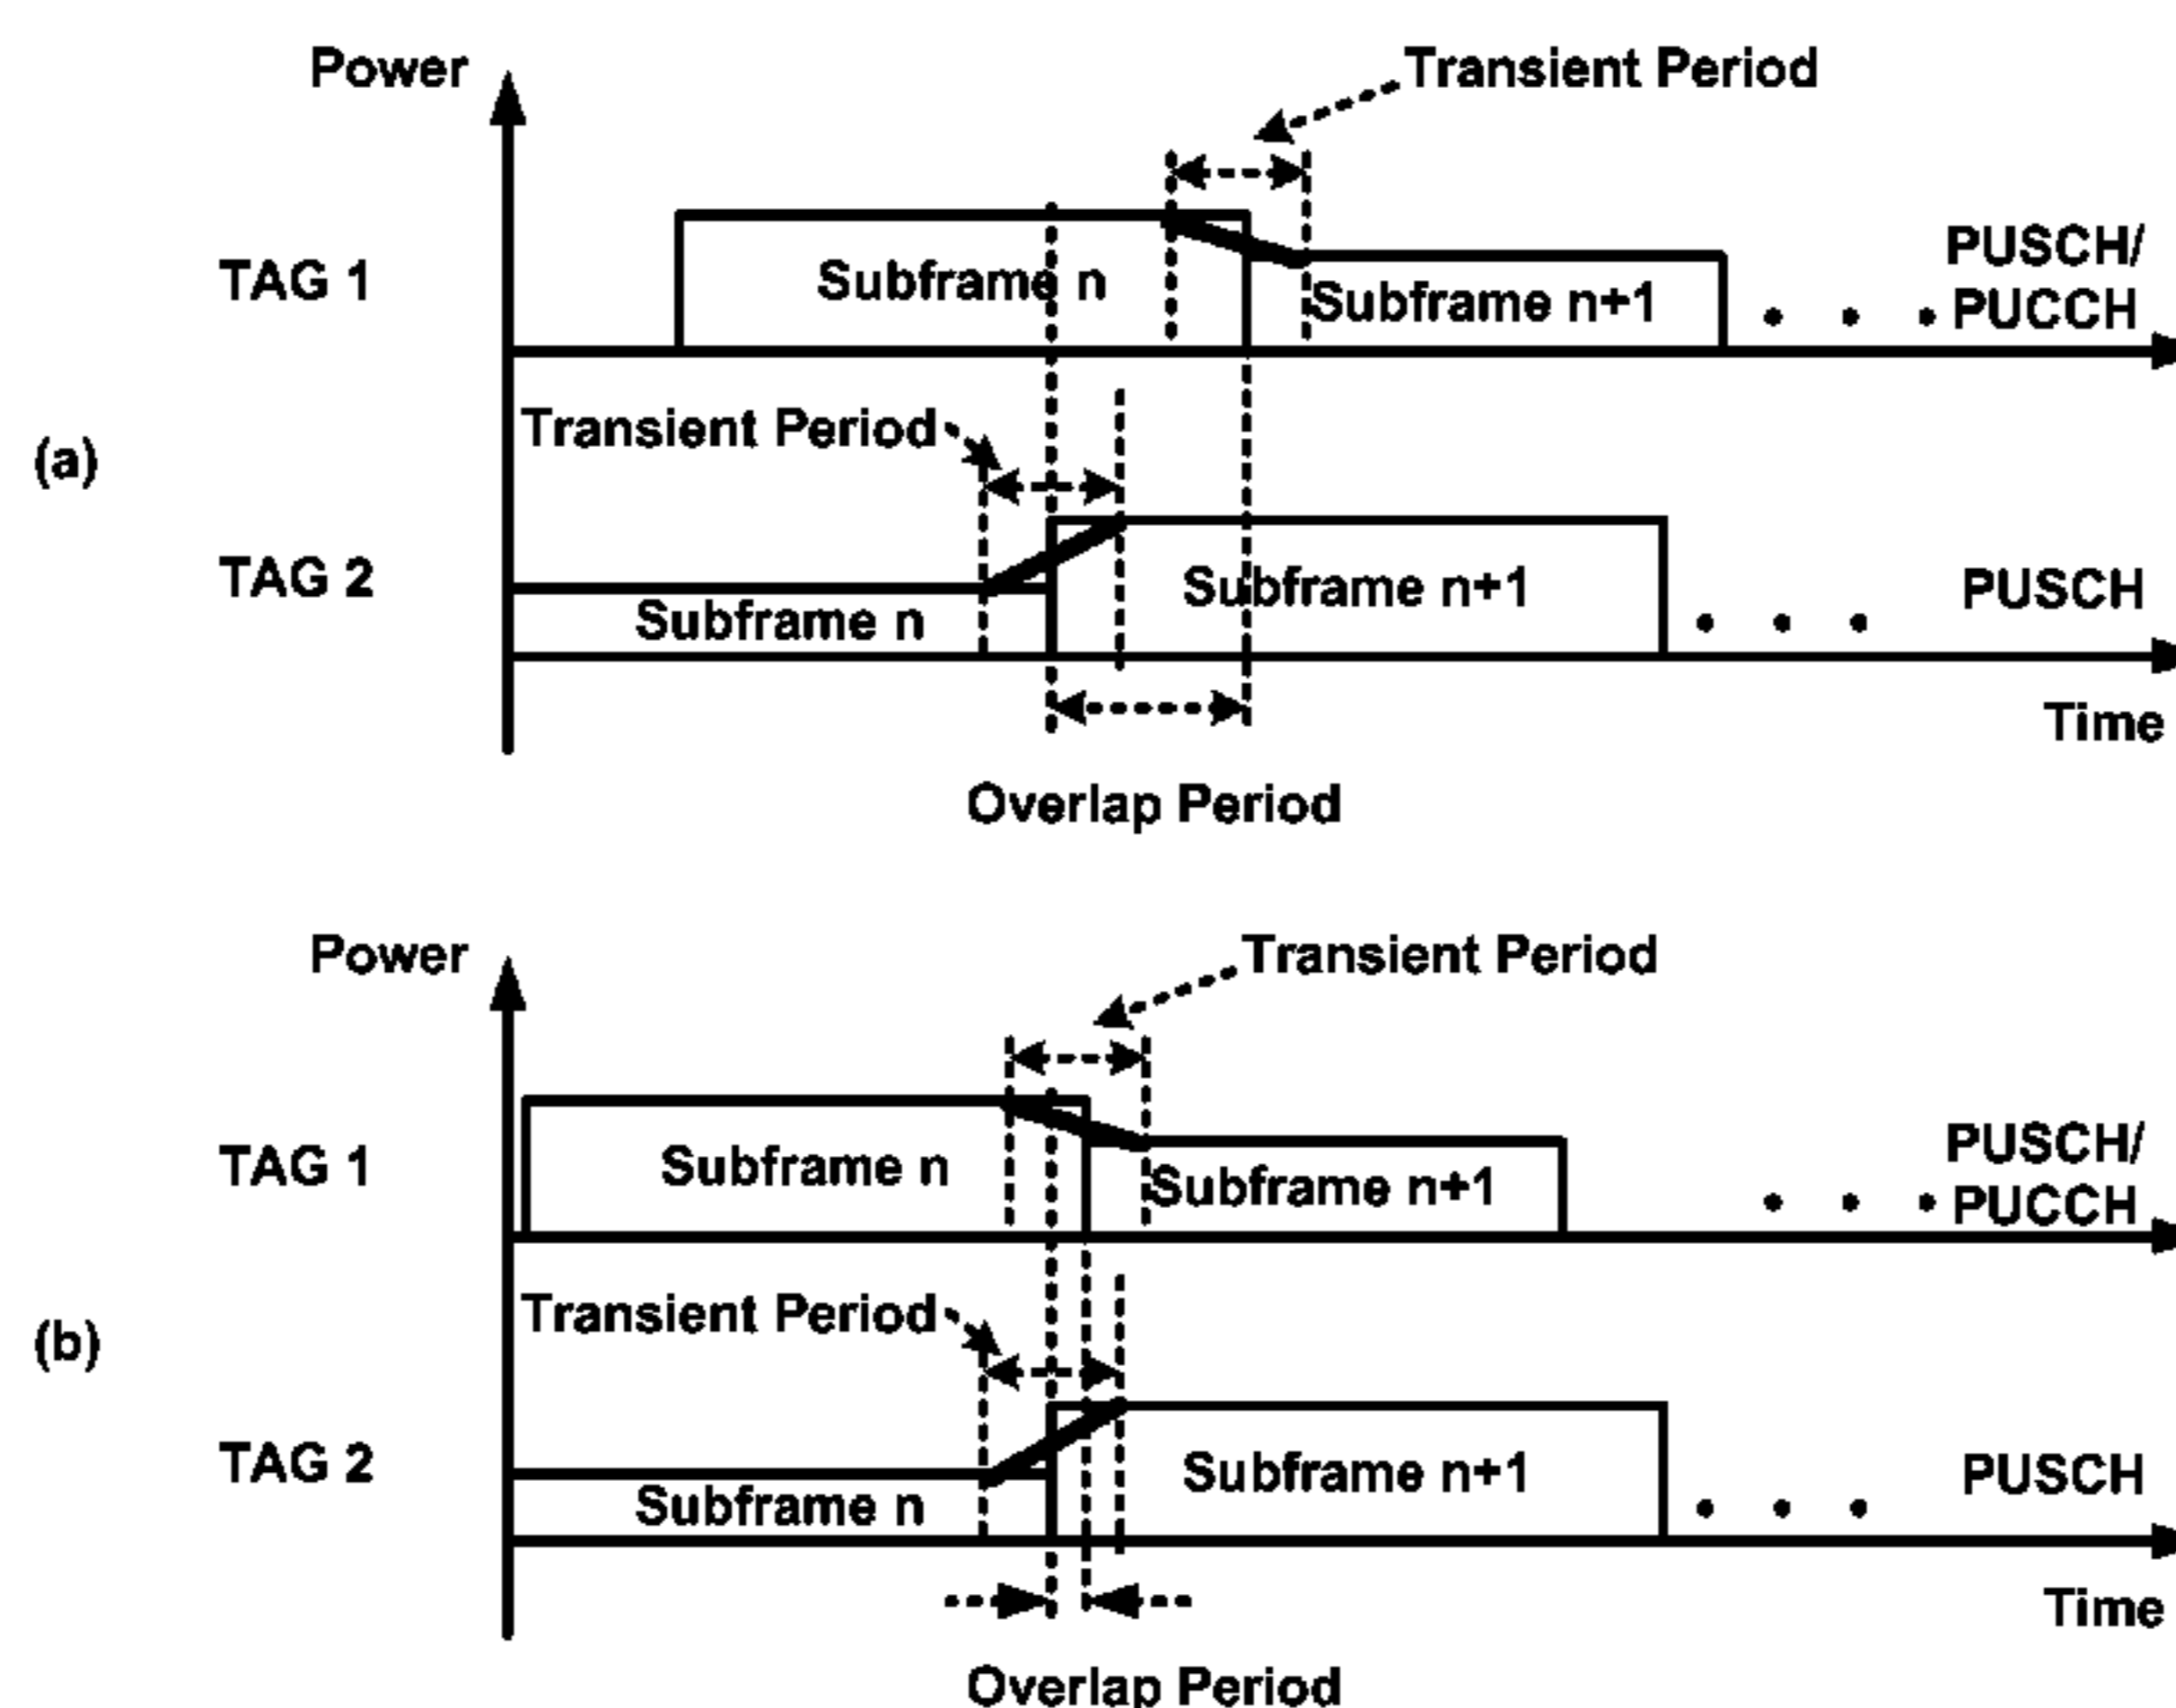 Power
Transient Period
TAG 1
Subframe n
Subframe n+1
PUSCH/
PUCCH
Transient Period
(a)
TAG 2
Subframe n
Subframe n+1
PUSCH
Time
Overlap Period
Power
Transient Period
TAG 1
Subframe n
Subframe n+1
PUSCH/
PUCCH
Transient Period
(b)
TAG 2
Subframe n
Subframe n+1
PUSCH
Time
Overlap Period